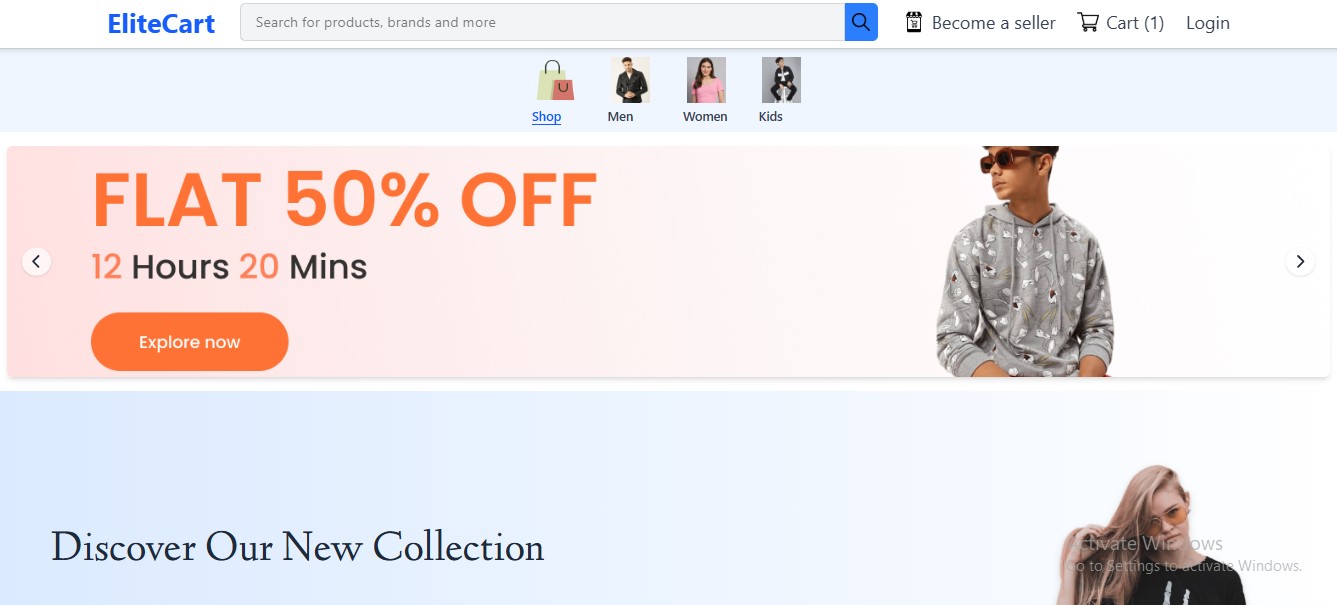 EliteCart
Search for products, brands and more
Become a seller
Cart (1)
Login
Shop
Men
Women
Kids
FLAT 50% OFF
12 Hours 20 Mins
Explore now
Discover Our New Collection
Activate Windows
Go to Settings to activate Windows.